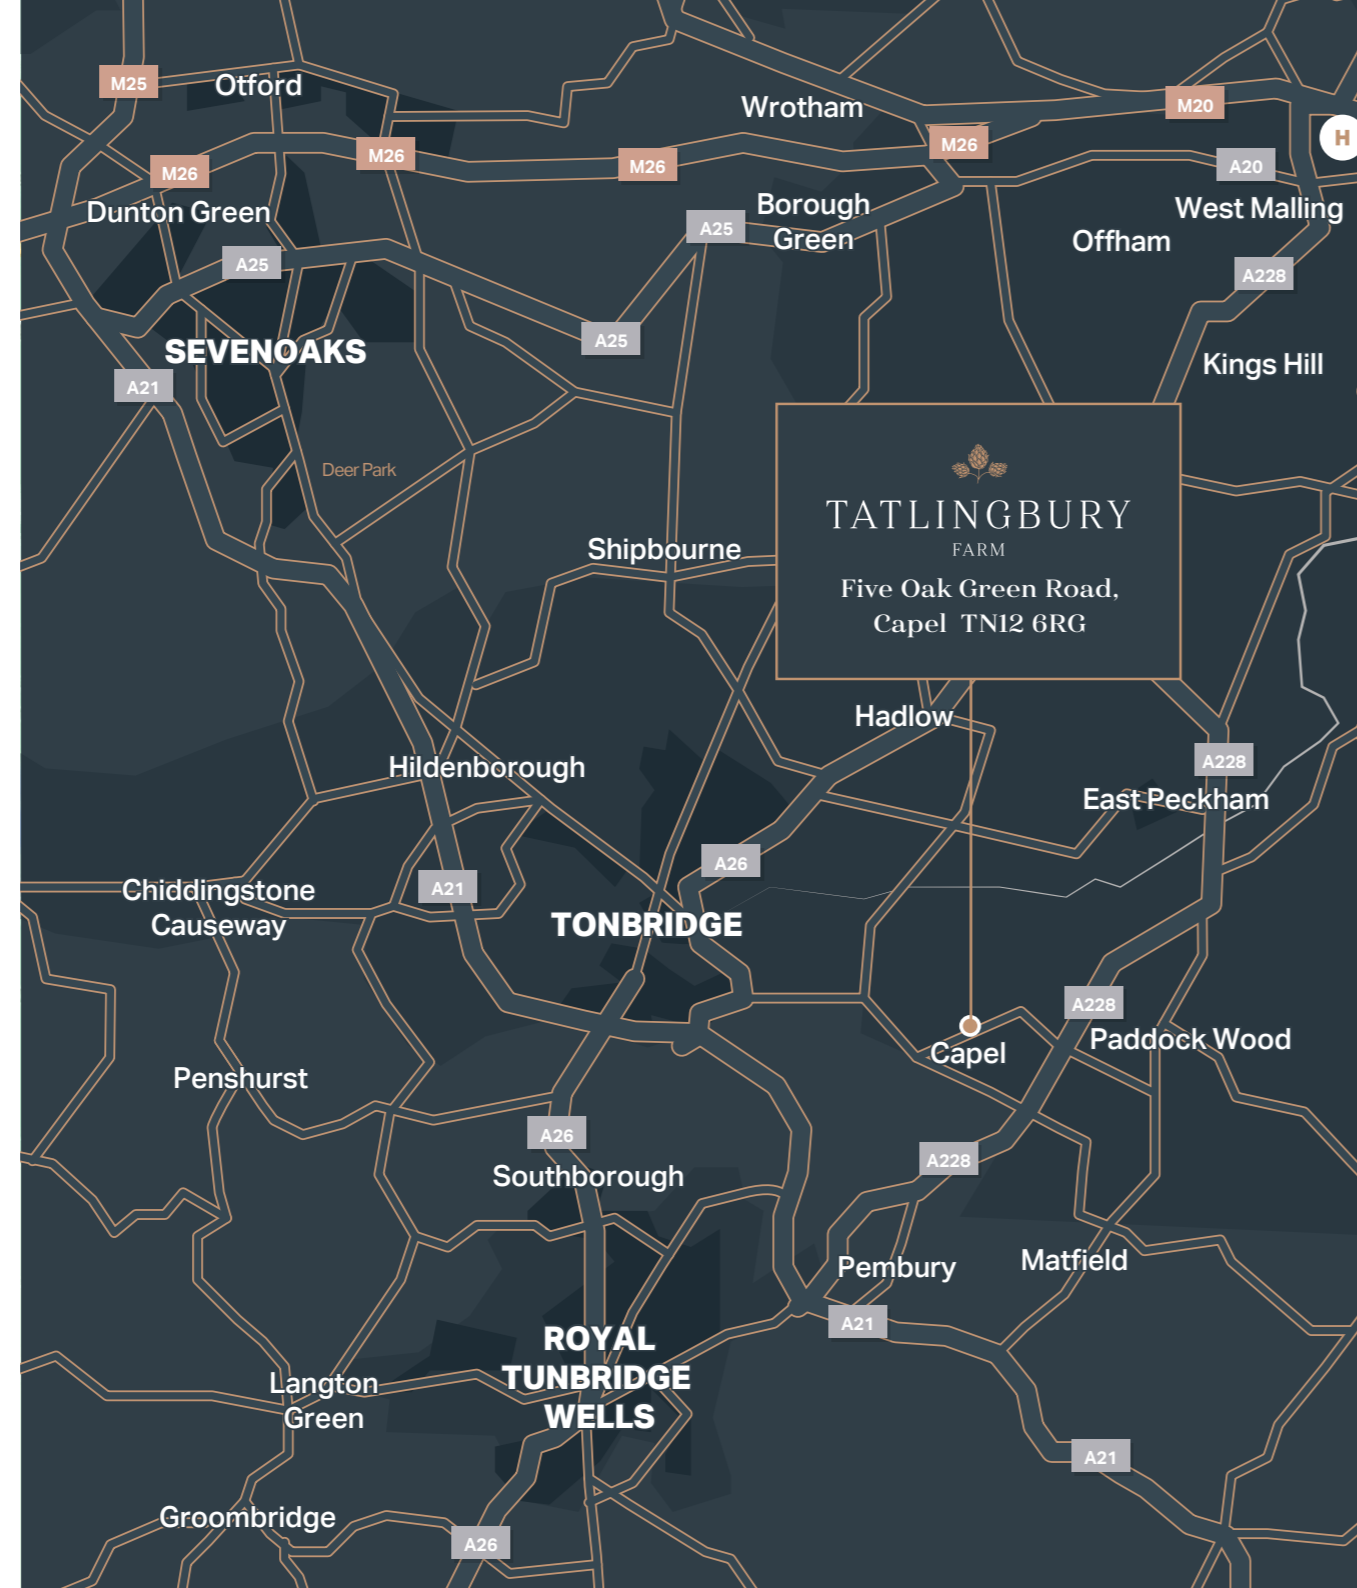 M25
Otford
Wrotham
M20
H
M26
M26
M26
M26
A20
Dunton Green
Borough
Green
West Malling
A25
Offham
A25
A228
A25
SEVENOAKS
Kings Hill
A21
Deer Park
TATLINGBURY
FARM
Five Oak Green Road,
Capel TN12 6RG
Shipbourne
Hadlow
Hildenborough
A228
East Peckham
A26
A21
Chiddingstone
Causeway
TONBRIDGE
A228
Paddock Wood
Capel
Penshurst
A26
A228
Southborough
Pembury
Matfield
A21
ROYAL
TUNBRIDGE
WELLS
Langton
Green
A21
Groombridge
A26